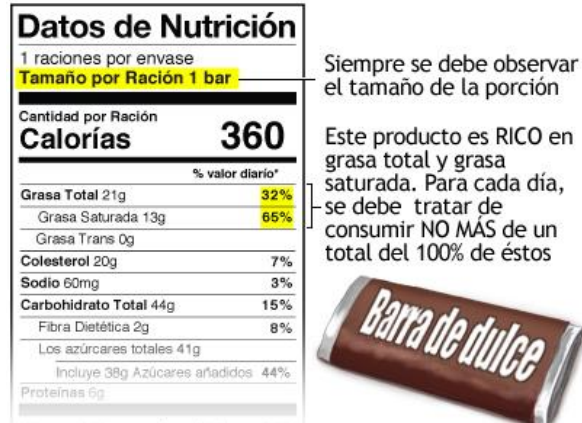 Datos de Nutrición
1 raciones por envase
Tamaño por Ración 1 bar
Cantidad por Ración
Calorías 360
% valor diario*
Grasa Total 21g 32%
Grasa Saturada 13g 65%
Grasa Trans 0g
Colesterol 20g 7%
Sodio 60mg 3%
Carbohidrato Total 44g 15%
Fibra Dietética 2g 8%
Los azúrcares totales 41g
Incluye 38g Azúcares añadidos 44%
Proteínas 6g
Siempre se debe observar
el tamaño de la porción
Este producto es RICO en
grasa total y grasa
saturada. Para cada día,
se debe tratar de
consumir NO MÁS de un
total del 100% de éstos
Barra de dulce